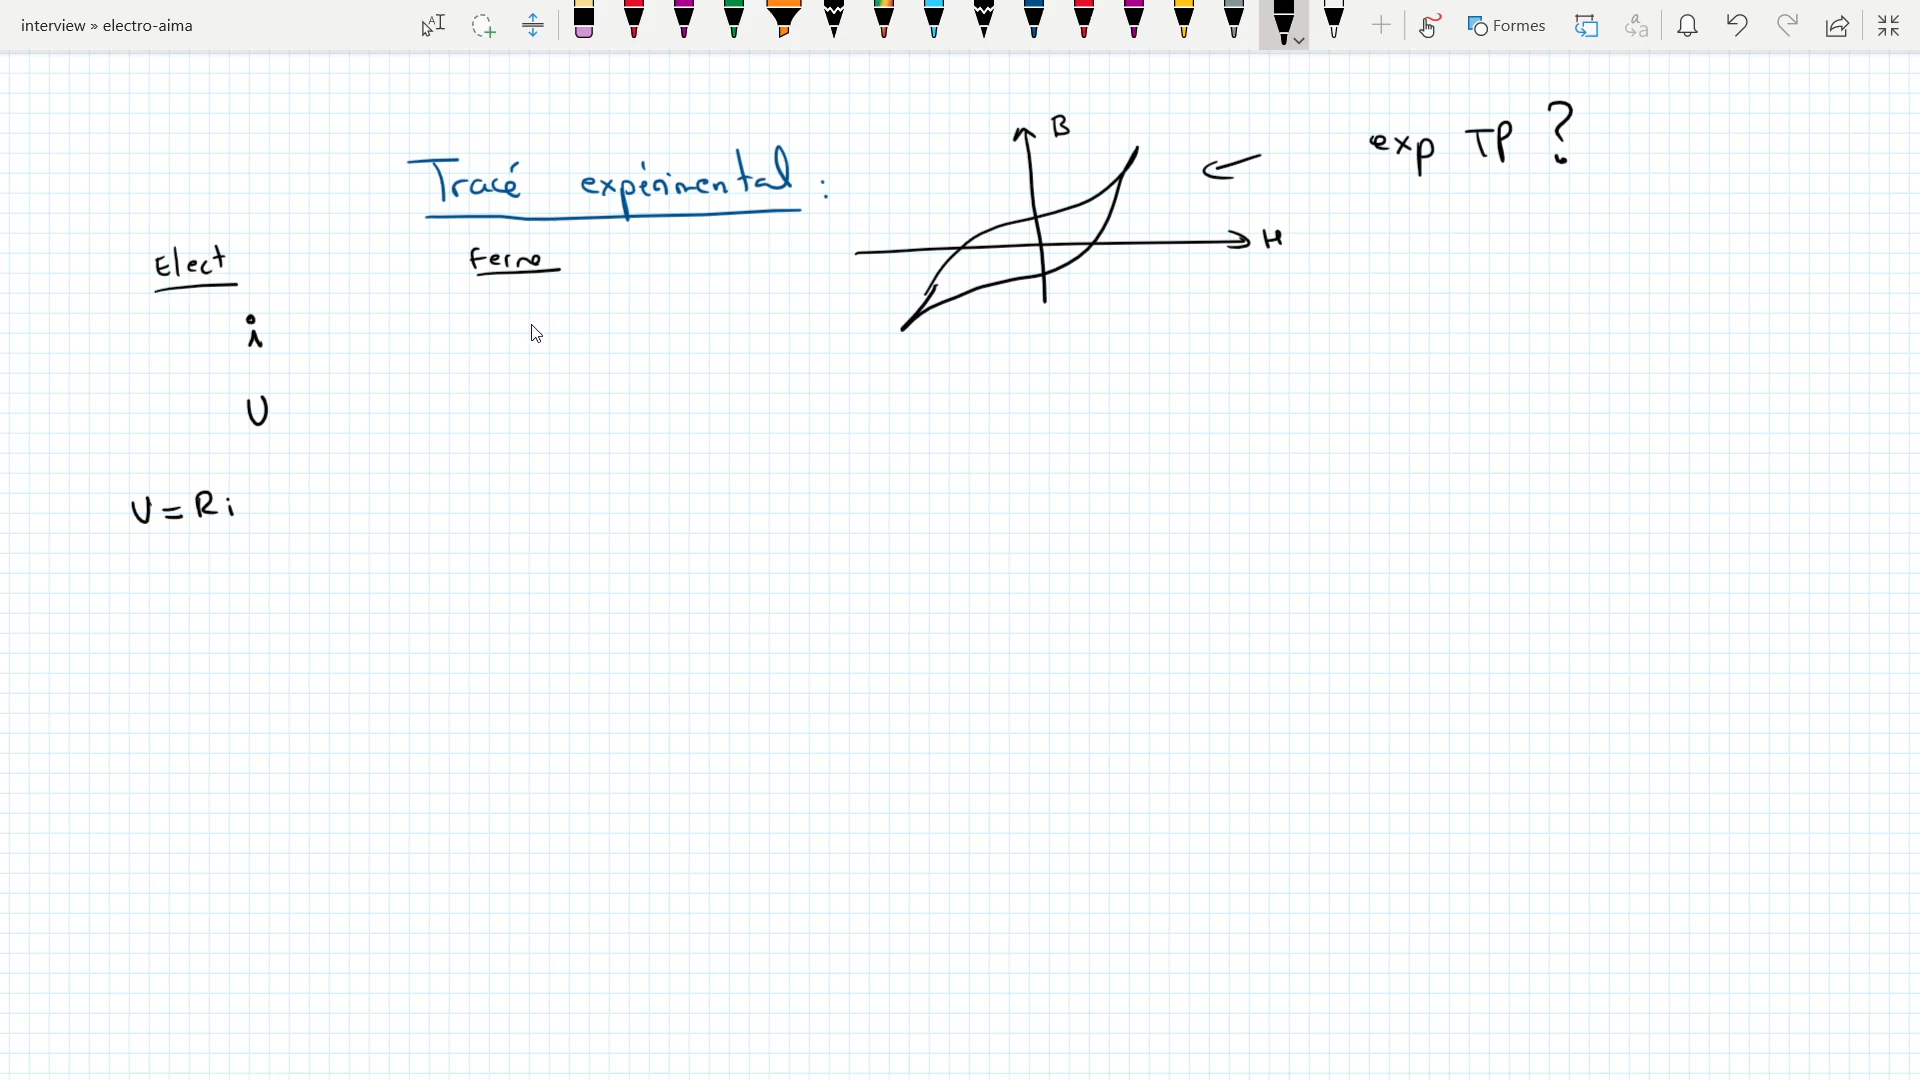 interview » electro-aima
Formes
Tracé expérimental :
B
H
exp TP ?
Elect
Ferro
i
U
U = Ri